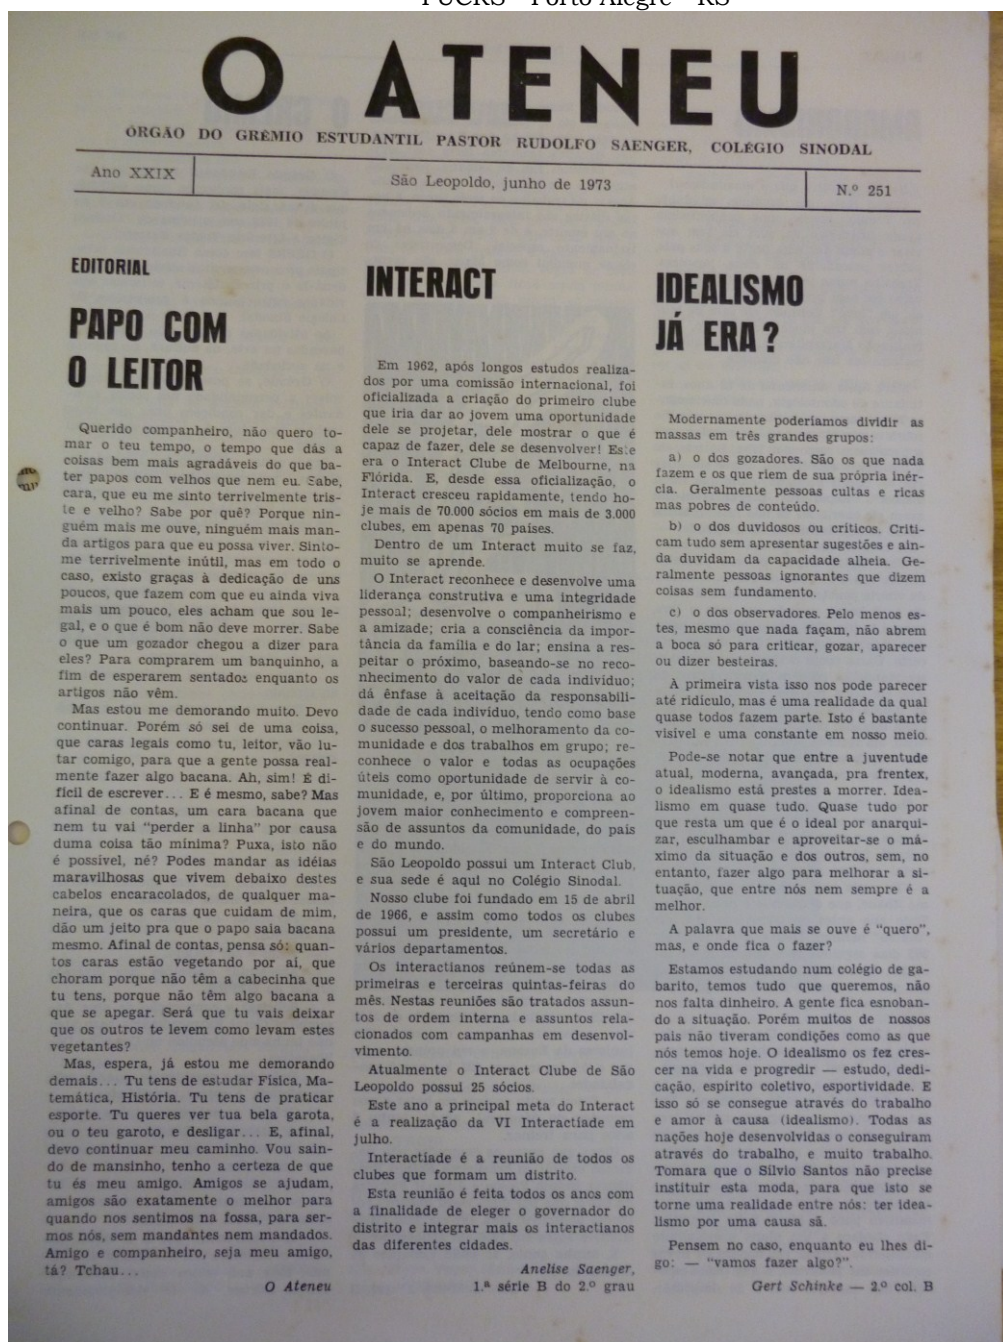 PUCRS - Porto Alegre - RS
O ATENEU
ÓRGÃO DO GRÊMIO ESTUDANTIL PASTOR RUDOLFO SAENGER, COLÉGIO SINODAL
Ano XXIX
São Leopoldo, junho de 1973
N.º 251
EDITORIAL
PAPO COM
O LEITOR
Querido companheiro, não quero to-
mar o teu tempo, o tempo que dás a
coisas bem mais agradáveis do que ba-
ter papos com velhos que nem eu. Sabe,
cara, que eu me sinto terrivelmente tris-
te e velho? Sabe por quê? Porque nin-
guém mais me ouve, ninguém mais man-
da artigos para que eu possa viver. Sinto-
me terrivelmente inútil, mas em todo o
caso, existo graças à dedicação de uns
poucos, que fazem com que eu ainda viva
mais um pouco, eles acham que sou le-
gal, e o que é bom não deve morrer. Sabe
o que um gozador chegou a dizer para
eles? Para comprarem um banquinho, a
fim de esperarem sentados enquanto os
artigos não vêm.
Mas estou me demorando muito. Devo
continuar. Porém só sei de uma coisa,
que caras legais como tu, leitor, vão lu-
tar comigo, para que a gente possa real-
mente fazer algo bacana. Ah, sim! É di-
fícil de escrever... E é mesmo, sabe? Mas
afinal de contas, um cara bacana que
nem tu vai "perder a linha" por causa
duma coisa tão mínima? Puxa, isto não
é possível, né? Podes mandar as idéias
maravilhosas que vivem debaixo destes
cabelos encaracolados, de qualquer ma-
neira, que os caras que cuidam de mim,
dão um jeito pra que o papo saia bacana
mesmo. Afinal de contas, pensa só: quan-
tos caras estão vegetando por aí, que
choram porque não têm a cabecinha que
tu tens, porque não têm algo bacana a
que se apegar. Será que tu vais deixar
que os outros te levem como levam estes
vegetantes?
Mas, espera, já estou me demorando
demais... Tu tens de estudar Física, Ma-
temática, História. Tu tens de praticar
esporte. Tu queres ver tua bela garota,
ou o teu garoto, e desligar... E, afinal,
devo continuar meu caminho. Vou sain-
do de mansinho, tenho a certeza de que
tu és meu amigo. Amigos se ajudam,
amigos são exatamente o melhor para
quando nos sentimos na fossa, para ser-
mos nós, sem mandantes nem mandados.
Amigo e companheiro, seja meu amigo,
tá? Tchau...
O Ateneu
INTERACT
Em 1962, após longos estudos realiza-
dos por uma comissão internacional, foi
oficializada a criação do primeiro clube
que iria dar ao jovem uma oportunidade
dele se projetar, dele mostrar o que é
capaz de fazer, dele se desenvolver! Este
era o Interact Clube de Melbourne, na
Flórida. E, desde essa oficialização, o
Interact cresceu rapidamente, tendo ho-
je mais de 70.000 sócios em mais de 3.000
clubes, em apenas 70 países.
Dentro de um Interact muito se faz,
muito se aprende.
O Interact reconhece e desenvolve uma
liderança construtiva e uma integridade
pessoal; desenvolve o companheirismo e
a amizade; cria a consciência da impor-
tância da família e do lar; ensina a res-
peitar o próximo, baseando-se no reco-
nhecimento do valor de cada indivíduo;
dá ênfase à aceitação da responsabili-
dade de cada indivíduo, tendo como base
o sucesso pessoal, o melhoramento da co-
munidade e dos trabalhos em grupo; re-
conhece o valor e todas as ocupações
úteis como oportunidade de servir à co-
munidade, e, por último, proporciona ao
jovem maior conhecimento e compreen-
são de assuntos da comunidade, do país
e do mundo.
São Leopoldo possui um Interact Club,
e sua sede é aqui no Colégio Sinodal.
Nosso clube foi fundado em 15 de abril
de 1966, e assim como todos os clubes
possui um presidente, um secretário e
vários departamentos.
Os interactianos reúnem-se todas as
primeiras e terceiras quintas-feiras do
mês. Nestas reuniões são tratados assun-
tos de ordem interna e assuntos rela-
cionados com campanhas em desenvol-
vimento.
Atualmente o Interact Clube de São
Leopoldo possui 25 sócios.
Este ano a principal meta do Interact
é a realização da VI Interactíade em
julho.
Interactíade é a reunião de todos os
clubes que formam um distrito.
Esta reunião é feita todos os anos com
a finalidade de eleger o governador do
distrito e integrar mais os interactianos
das diferentes cidades.
Anelise Saenger,
1.ª série B do 2.º grau
IDEALISMO
JÁ ERA?
Modernamente poderíamos dividir as
massas em três grandes grupos:
a) o dos gozadores. São os que nada
fazem e os que riem de sua própria inér-
cia. Geralmente pessoas cultas e ricas
mas pobres de conteúdo.
b) o dos duvidosos ou críticos. Criti-
cam tudo sem apresentar sugestões e ain-
da duvidam da capacidade alheia. Ge-
ralmente pessoas ignorantes que dizem
coisas sem fundamento.
c) o dos observadores. Pelo menos es-
tes, mesmo que nada façam, não abrem
a boca só para criticar, gozar, aparecer
ou dizer besteiras.
À primeira vista isso nos pode parecer
até ridículo, mas é uma realidade da qual
quase todos fazem parte. Isto é bastante
visível e uma constante em nosso meio.
Pode-se notar que entre a juventude
atual, moderna, avançada, pra frentex,
o idealismo está prestes a morrer. Idea-
lismo em quase tudo. Quase tudo por
que resta um que é o ideal por anarqui-
zar, esculhambar e aproveitar-se o má-
ximo da situação e dos outros, sem, no
entanto, fazer algo para melhorar a si-
tuação, que entre nós nem sempre é a
melhor.
A palavra que mais se ouve é "quero",
mas, e onde fica o fazer?
Estamos estudando num colégio de ga-
barito, temos tudo que queremos, não
nos falta dinheiro. A gente fica esnoban-
do a situação. Porém muitos de nossos
pais não tiveram condições como as que
nós temos hoje. O idealismo os fez cres-
cer na vida e progredir — estudo, dedi-
cação, espírito coletivo, esportividade. E
isso só se consegue através do trabalho
e amor à causa (idealismo). Todas as
nações hoje desenvolvidas o conseguiram
através do trabalho, e muito trabalho.
Tomara que o Sílvio Santos não precise
instituir esta moda, para que isto se
torne uma realidade entre nós: ter idea-
lismo por uma causa sã.
Pensem no caso, enquanto eu lhes di-
go: — "vamos fazer algo?".
Gert Schinke — 2.º col. B